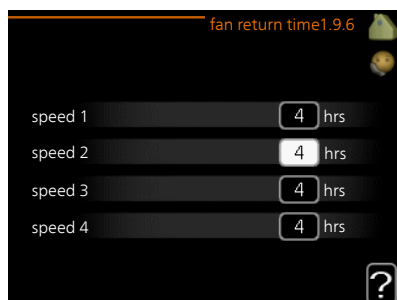 fan return time1.9.6
speed 1 4 hrs
speed 2 4 hrs
speed 3 4 hrs
speed 4 4 hrs
?